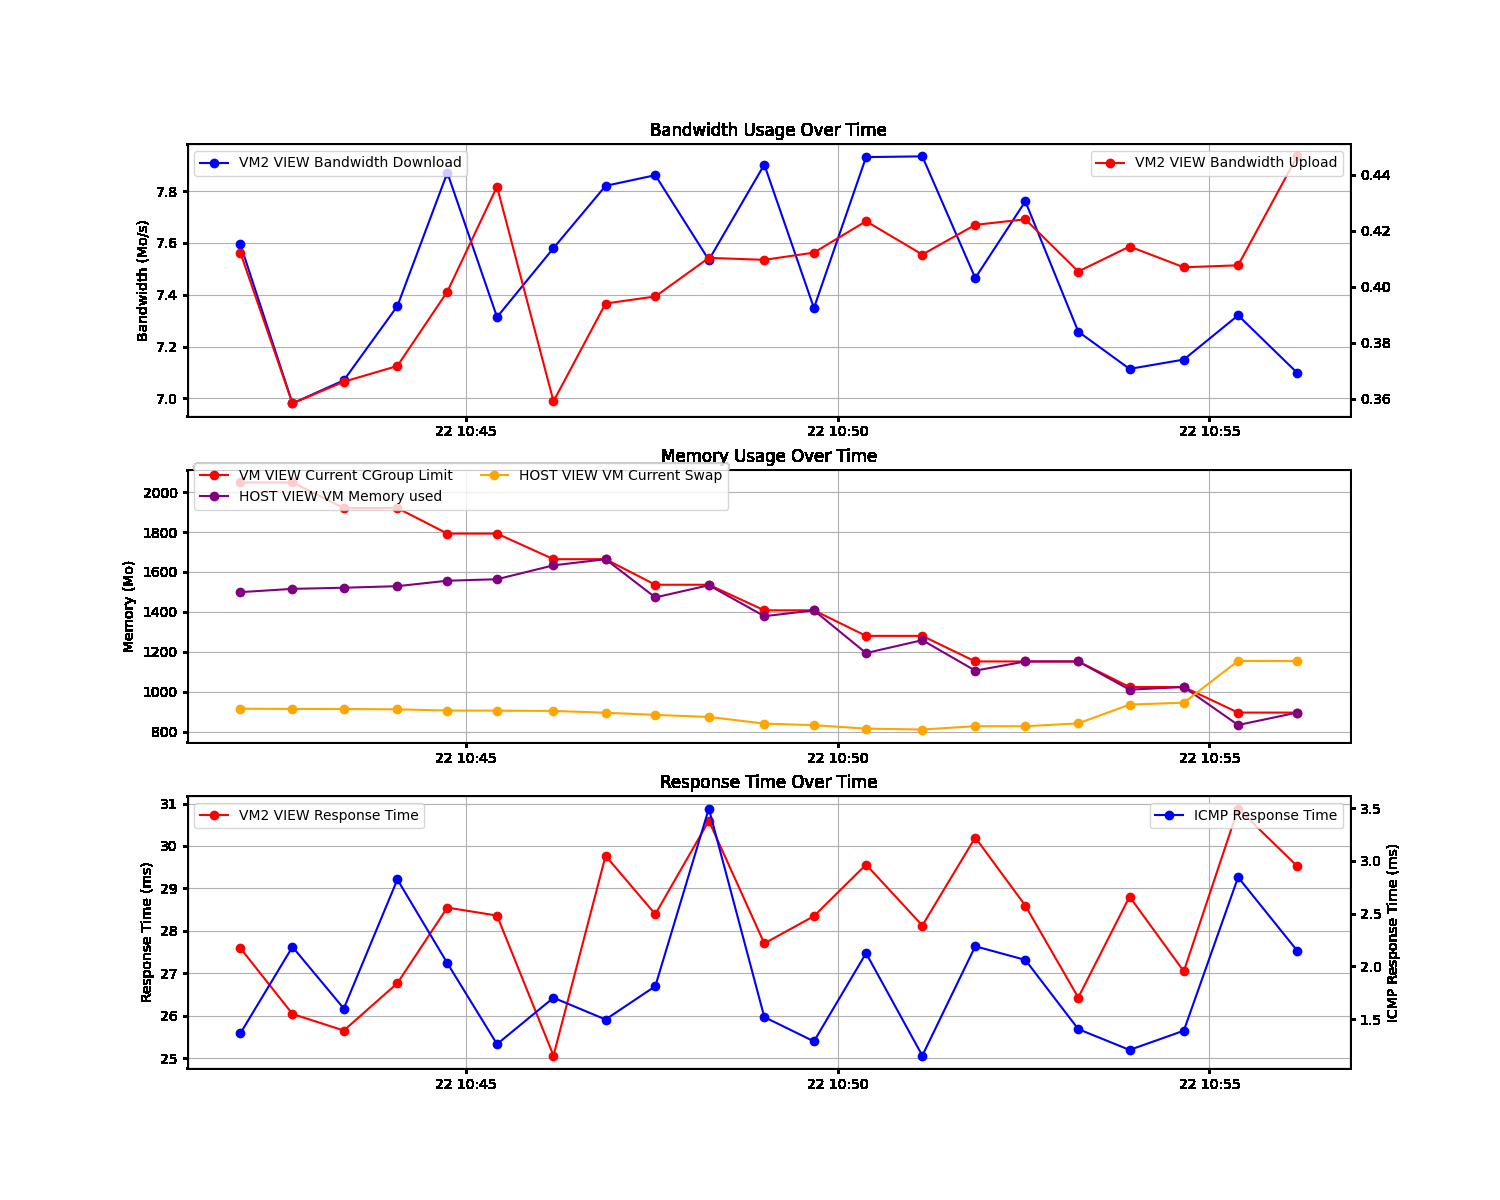 Bandwidth Usage Over Time
VM2 VIEW Bandwidth Download
VM2 VIEW Bandwidth Upload
Bandwidth (Mo/s)
7.8
7.6
7.4
7.2
7.0
0.44
0.42
0.40
0.38
0.36
22 10:45
22 10:50
22 10:55
Memory Usage Over Time
VM VIEW Current CGroup Limit
HOST VIEW VM Memory used
HOST VIEW VM Current Swap
Memory (Mo)
2000
1800
1600
1400
1200
1000
800
22 10:45
22 10:50
22 10:55
Response Time Over Time
VM2 VIEW Response Time
ICMP Response Time
Response Time (ms)
31
30
29
28
27
26
25
3.5
3.0
2.5
2.0
1.5
ICMP Response Time (ms)
22 10:45
22 10:50
22 10:55